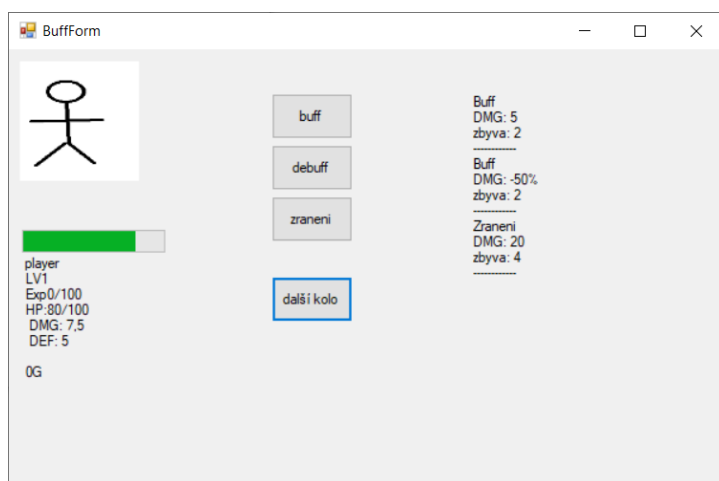 BuffForm
buff
debuff
zraneni
další kolo
player
LV1
Exp0/100
HP:80/100
DMG: 7,5
DEF: 5
0G
Buff
DMG: 5
zbyva: 2
------------
Buff
DMG: -50%
zbyva: 2
------------
Zraneni
DMG: 20
zbyva: 4
------------